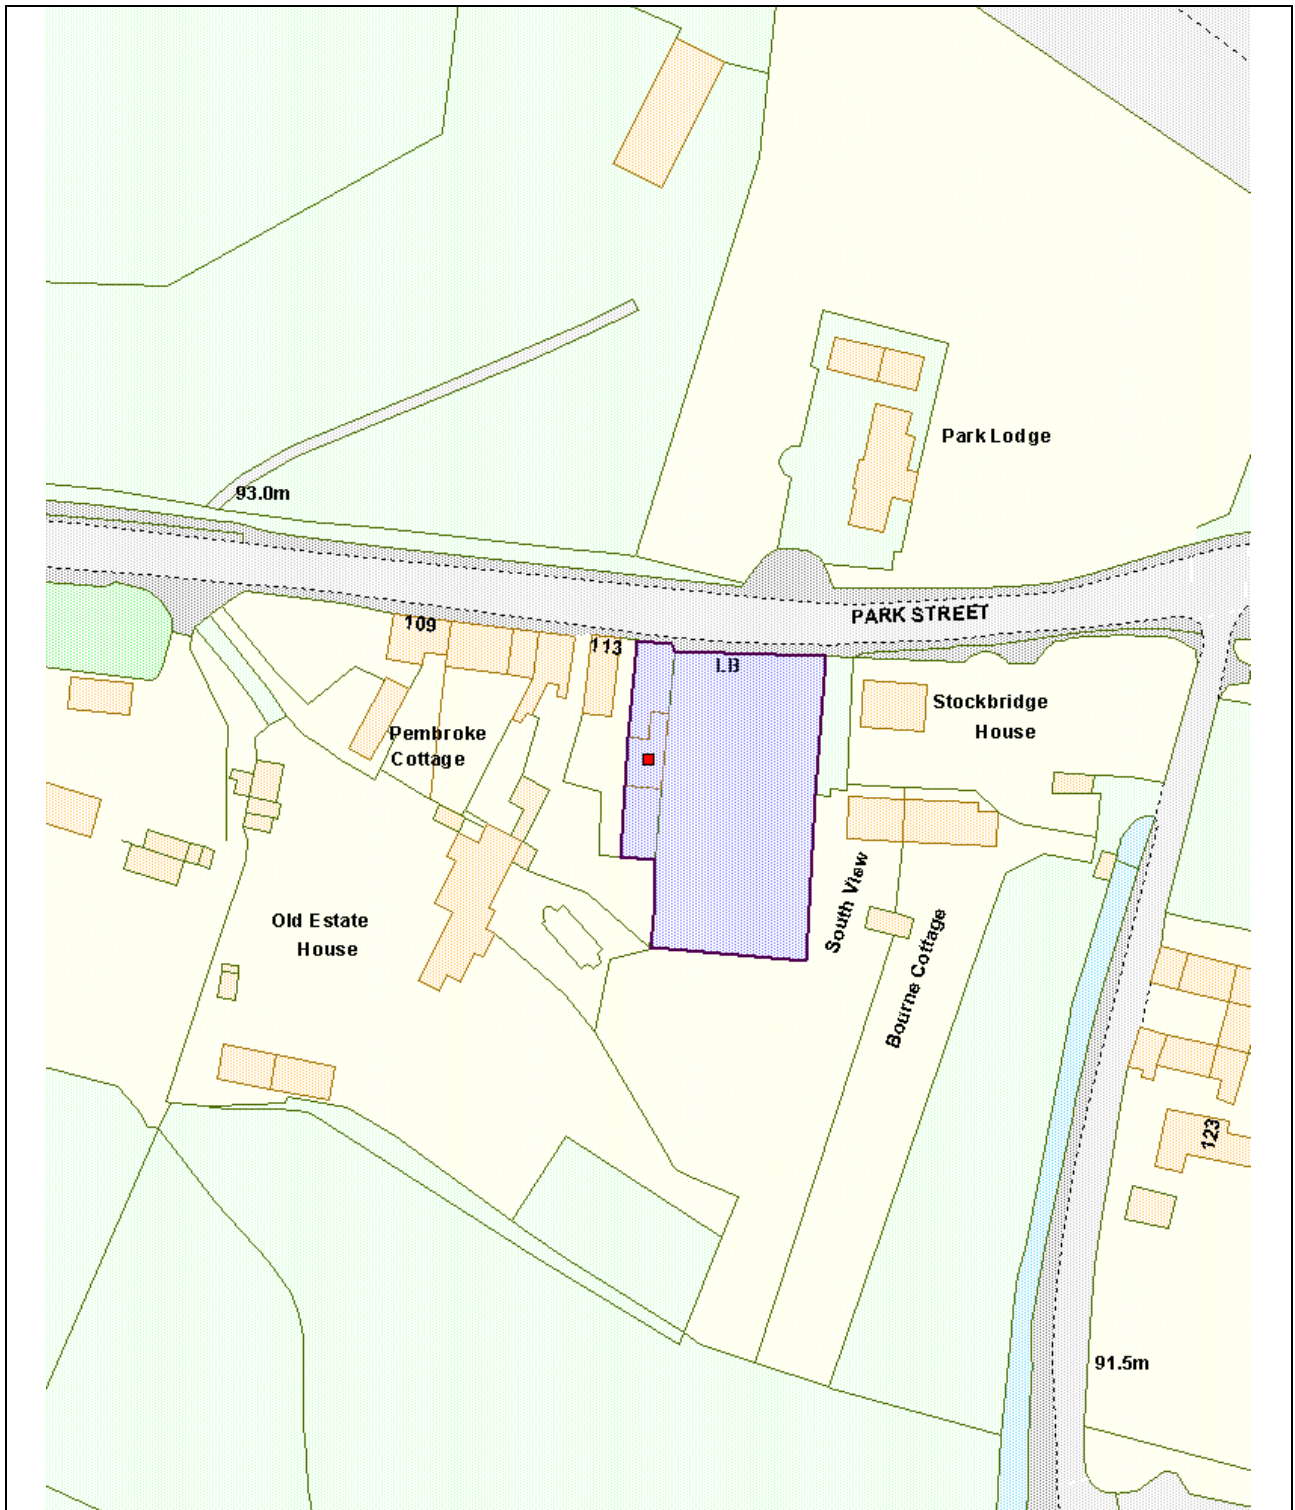 Park Lodge
93.0m
PARK STREET
109
113
LB
Stockbridge
House
Pembroke
Cottage
South View
Bourne Cottage
Old Estate
House
123
91.5m